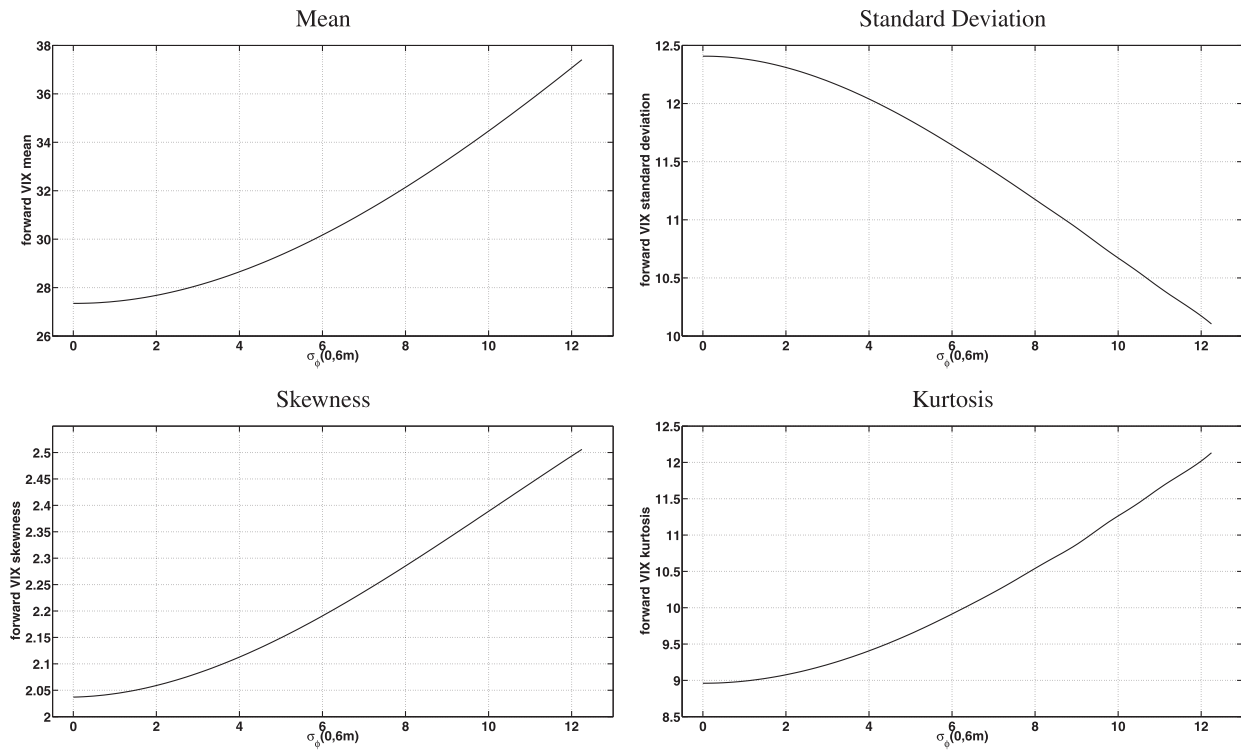 Mean
38
36
34
32
30
28
26
forward VIX mean
0 2 4 6 8 10 12
σϕ(0,6m)
Standard Deviation
12.5
12
11.5
11
10.5
10
forward VIX standard deviation
0 2 4 6 8 10 12
σϕ(0,6m)
Skewness
2.5
2.45
2.4
2.35
2.3
2.25
2.2
2.15
2.1
2.05
2
forward VIX skewness
0 2 4 6 8 10 12
σϕ(0,6m)
Kurtosis
12.5
12
11.5
11
10.5
10
9.5
9
8.5
forward VIX kurtosis
0 2 4 6 8 10 12
σϕ(0,6m)